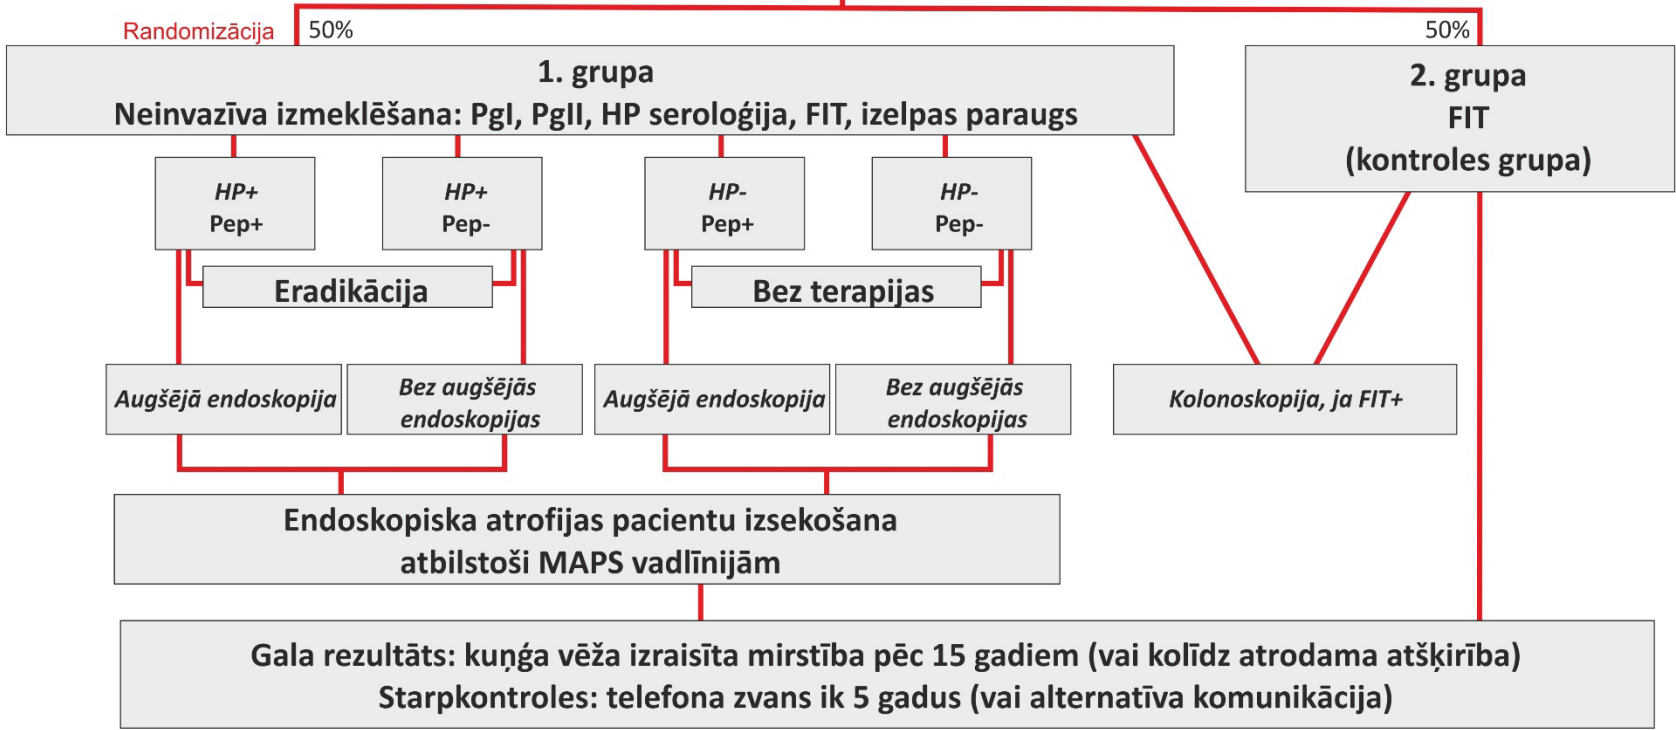 Randomizācija
50%
50%
1. grupa
Neinvazīva izmeklēšana: PgI, PgII, HP seroloģija, FIT, izelpas paraugs
2. grupa
FIT
(kontroles grupa)
HP+
Pep+
HP+
Pep-
HP-
Pep+
HP-
Pep-
Eradikācija
Bez terapijas
Augšējā endoskopija
Bez augšējās
endoskopijas
Augšējā endoskopija
Bez augšējās
endoskopijas
Kolonoskopija, ja FIT+
Endoskopiska atrofijas pacientu izsekošana
atbilstoši MAPS vadlīnijām
Gala rezultāts: kuņģa vēža izraisīta mirstība pēc 15 gadiem (vai kolīdz atrodama atšķirība)
Starpkontroles: telefona zvans ik 5 gadus (vai alternatīva komunikācija)